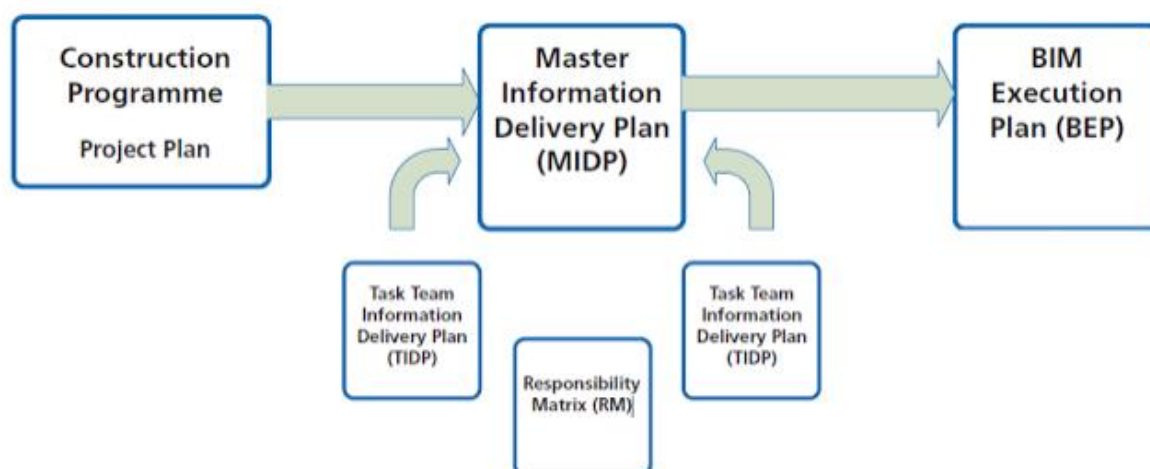 Construction
Programme
Project Plan
Master
Information
Delivery Plan
(MIDP)
BIM
Execution
Plan (BEP)
Task Team
Information
Delivery Plan
(TIDP)
Responsibility
Matrix (RM)
Task Team
Information
Delivery Plan
(TIDP)